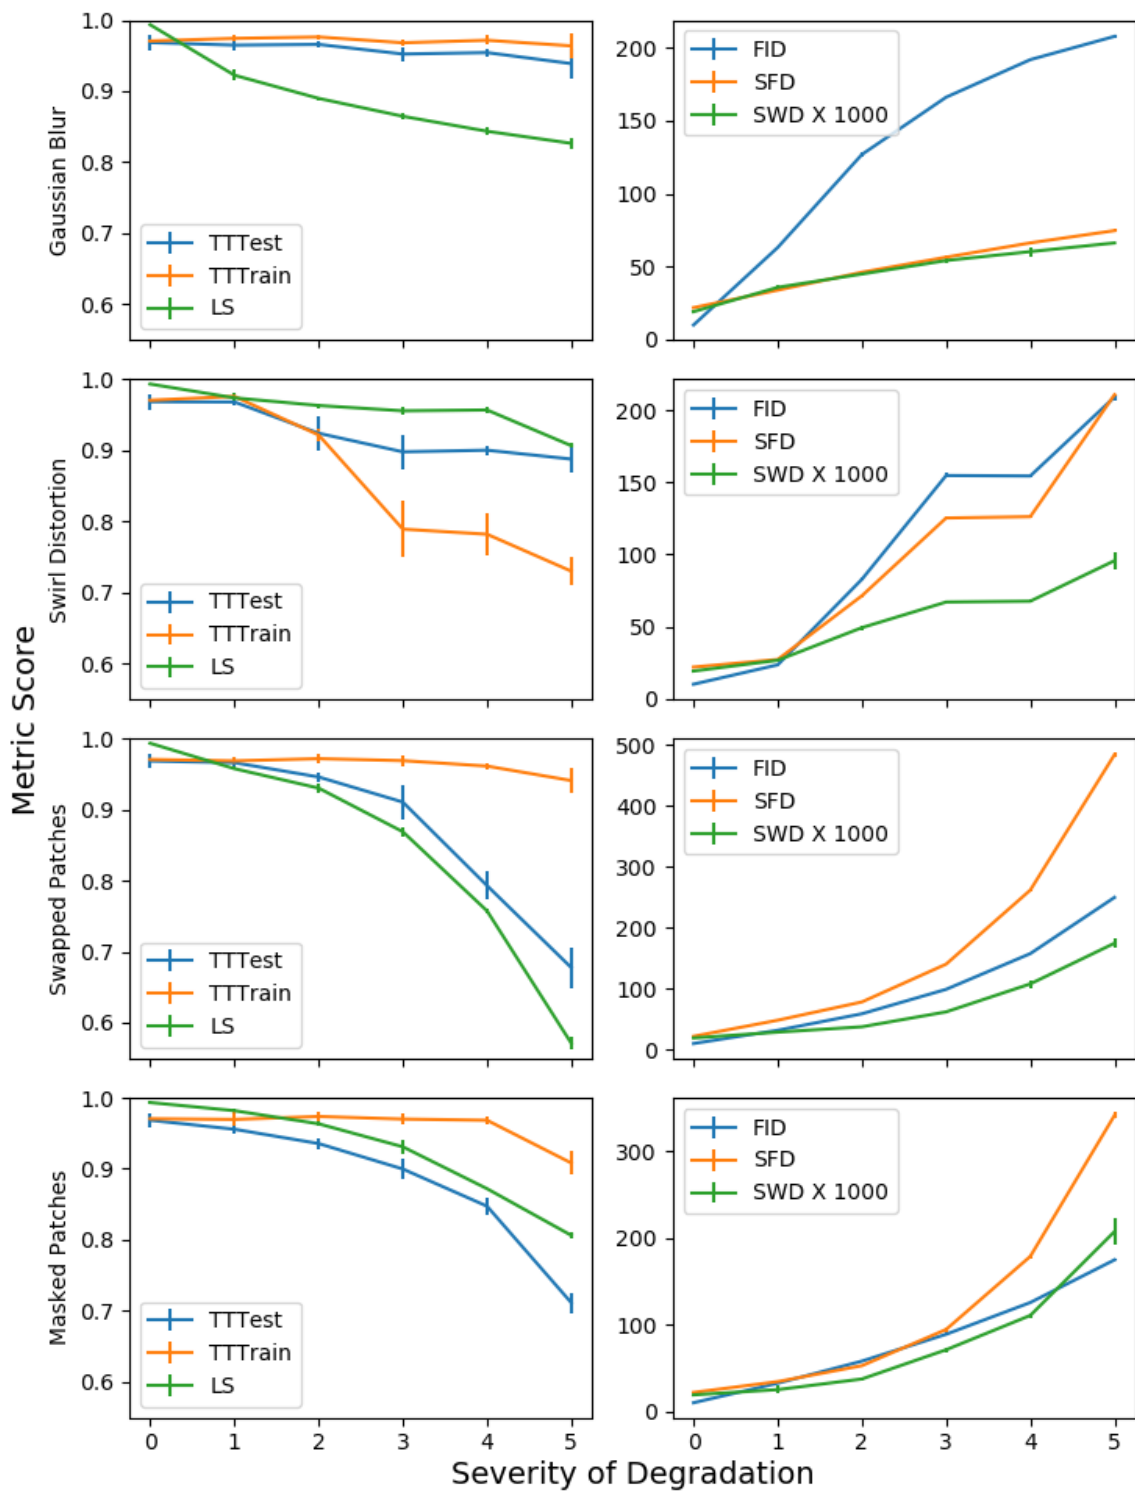 Metric Score
Gaussian Blur
1.0
0.9
0.8
0.7
0.6
TTTest
TTTrain
LS
200
150
100
50
0
FID
SFD
SWD X 1000
Swirl Distortion
1.0
0.9
0.8
0.7
0.6
TTTest
TTTrain
LS
200
150
100
50
0
FID
SFD
SWD X 1000
Swapped Patches
1.0
0.9
0.8
0.7
0.6
TTTest
TTTrain
LS
500
400
300
200
100
0
FID
SFD
SWD X 1000
Masked Patches
1.0
0.9
0.8
0.7
0.6
TTTest
TTTrain
LS
0 1 2 3 4 5
300
200
100
0
FID
SFD
SWD X 1000
0 1 2 3 4 5
Severity of Degradation